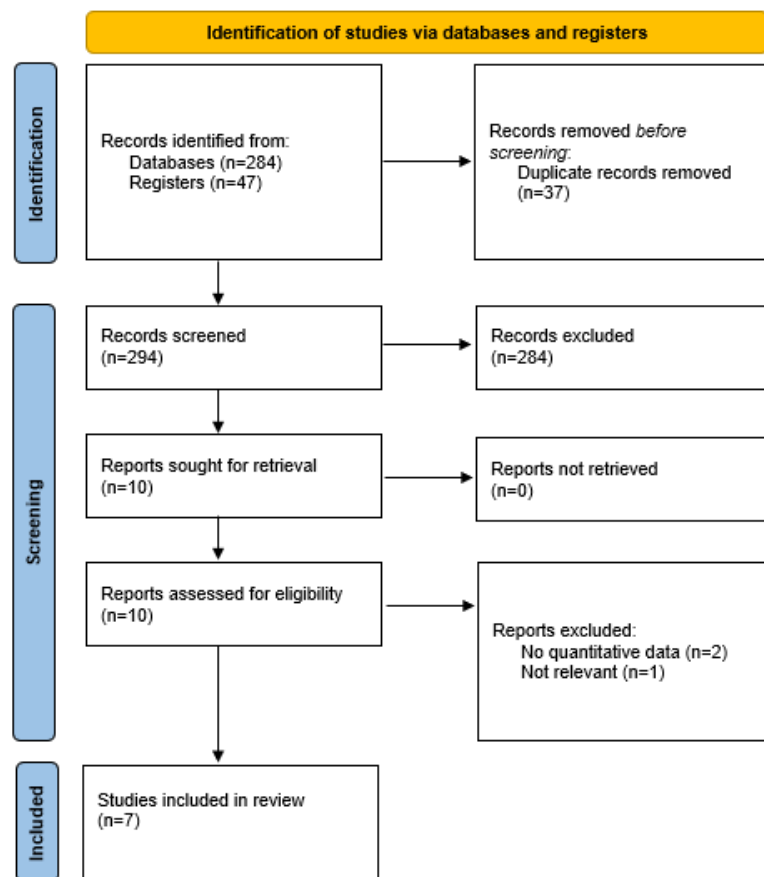 Identification of studies via databases and registers
Identification
Records identified from:
Databases (n=284)
Registers (n=47)
Records removed before
screening:
Duplicate records removed
(n=37)
Screening
Records screened
(n=294)
Records excluded
(n=284)
Reports sought for retrieval
(n=10)
Reports not retrieved
(n=0)
Reports assessed for eligibility
(n=10)
Reports excluded:
No quantitative data (n=2)
Not relevant (n=1)
Included
Studies included in review
(n=7)